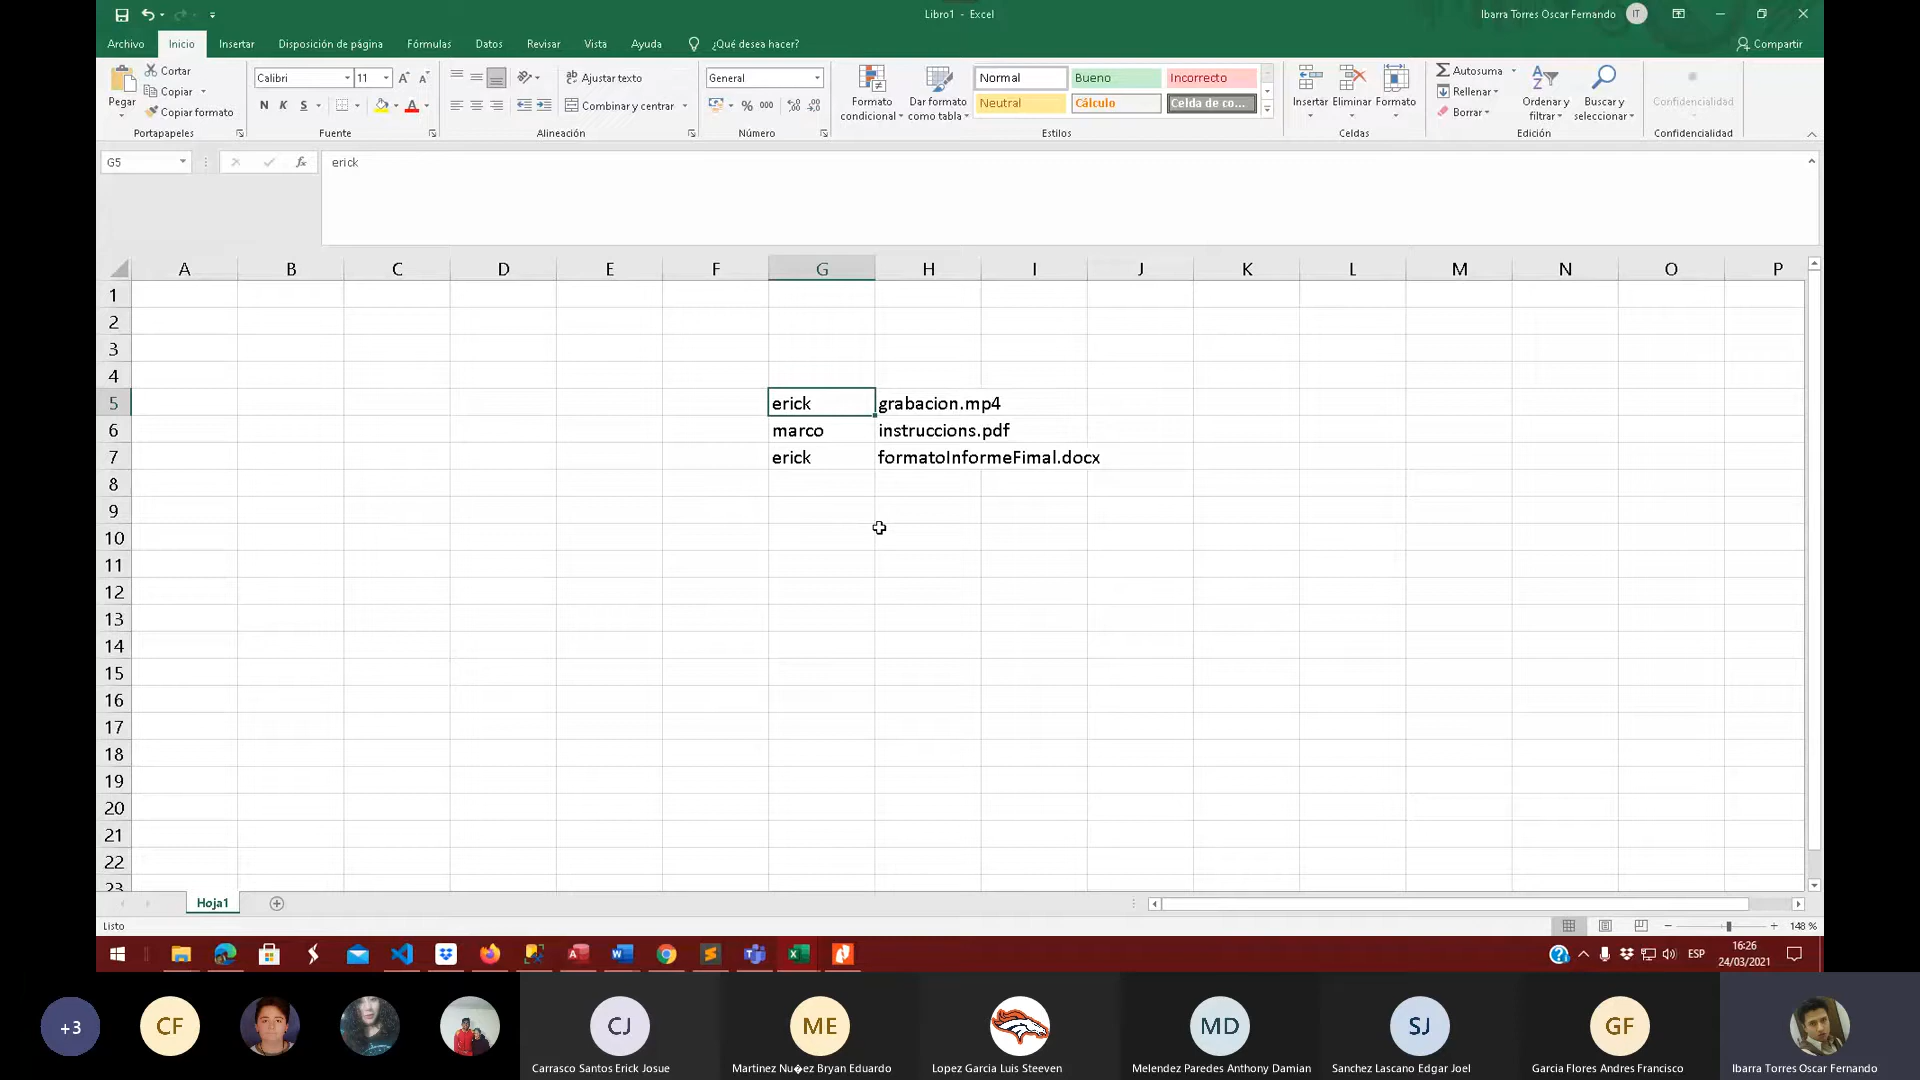 Libro1 - Excel
Ibarra Torres Oscar Fernando
IT
Archivo
Inicio
Insertar
Disposición de página
Fórmulas
Datos
Revisar
Vista
Ayuda
¿Qué desea hacer?
Compartir
Pegar
Cortar
Copiar
Copiar formato
Portapapeles
Calibri
11
N K S
Fuente
Ajustar texto
Combinar y centrar
Alineación
General
% 000
Número
Formato condicional
Dar formato como tabla
Normal
Bueno
Incorrecto
Neutral
Cálculo
Celda de co...
Estilos
Insertar
Eliminar
Formato
Celdas
Autosuma
Rellenar
Borrar
Ordenar y filtrar
Buscar y seleccionar
Edición
Confidencialidad
Confidencialidad
G5
fx
erick
A B C D E F G H I J K L M N O P
1
2
3
4
5 erick grabacion.mp4
6 marco instruccions.pdf
7 erick formatoInformeFimal.docx
8
9
10
11
12
13
14
15
16
17
18
19
20
21
22
23
Hoja1
Listo
148 %
ESP
16:26
24/03/2021
+3
CF
CJ
ME
MD
SJ
GF
Carrasco Santos Erick Josue
Martinez Nu�ez Bryan Eduardo
Lopez Garcia Luis Steeven
Melendez Paredes Anthony Damian
Sanchez Lascano Edgar Joel
Garcia Flores Andres Francisco
Ibarra Torres Oscar Fernando